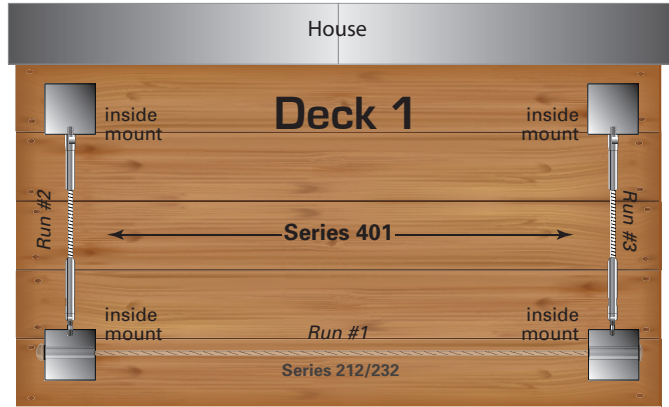 House
inside
mount
Deck 1
inside
mount
Run #2
Series 401
Run #3
inside
mount
Run #1
inside
mount
Series 212/232